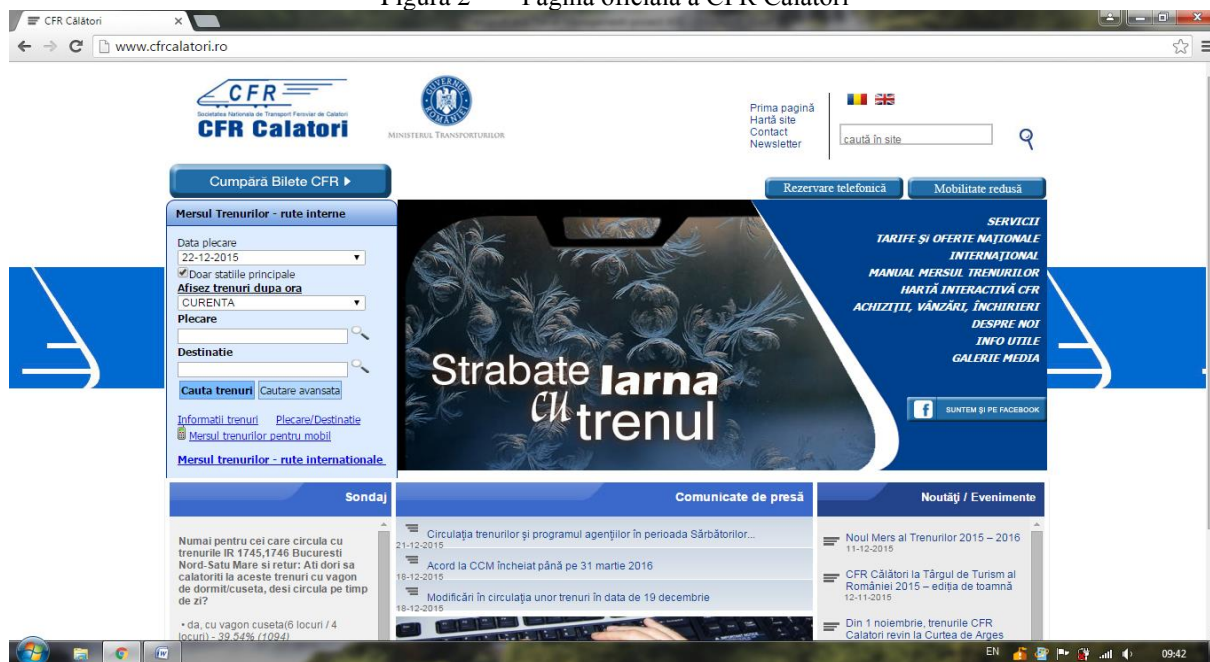 Figura 2 Pagina oficială a CFR Călători
CFR Călători
www.cfrcalatori.ro
CFR
Societatea Nationala de Transport Feroviar de Calatori
CFR Calatori
GUVERNUL ROMÂNIEI
MINISTERUL TRANSPORTURILOR
Prima pagină
Hartă site
Contact
Newsletter
caută în site
Cumpără Bilete CFR
Rezervare telefonică
Mobilitate redusă
Mersul Trenurilor - rute interne
Data plecare
22-12-2015
Doar statiile principale
Afisez trenuri dupa ora
CURENTA
Plecare
Destinatie
Cauta trenuri
Cautare avansata
Informatii trenuri
Plecare/Destinatie
Mersul trenurilor pentru mobil
Mersul trenurilor - rute internationale
Strabate Iarna
cu trenul
SERVICII
TARIFE ŞI OFERTE NAŢIONALE
INTERNAŢIONAL
MANUAL MERSUL TRENURILOR
HARTĂ INTERACTIVĂ CFR
ACHIZIŢII, VÂNZĂRI, ÎNCHIRIERI
DESPRE NOI
INFO UTILE
GALERIE MEDIA
SUNTEM ŞI PE FACEBOOK
Sondaj
Numai pentru cei care circula cu
trenurile IR 1745,1746 Bucuresti
Nord-Satu Mare si retur: Ati dori sa
calatoriti la aceste trenuri cu vagon
de dormit/cuseta, desi circula pe timp
de zi?
• da, cu vagon cuseta(6 locuri / 4
locuri) - 39.54% (1094)
Comunicate de presă
Circulaţia trenurilor şi programul agenţiilor în perioada Sărbătorilor...
21-12-2015
Acord la CCM încheiat până pe 31 martie 2016
18-12-2015
Modificări în circulaţia unor trenuri în data de 19 decembrie
18-12-2015
Noutăţi / Evenimente
Noul Mers al Trenurilor 2015 – 2016
11-12-2015
CFR Călători la Târgul de Turism al
României 2015 – ediţia de toamnă
12-11-2015
Din 1 noiembrie, trenurile CFR
Calatori revin la Curtea de Arges
EN
09:42